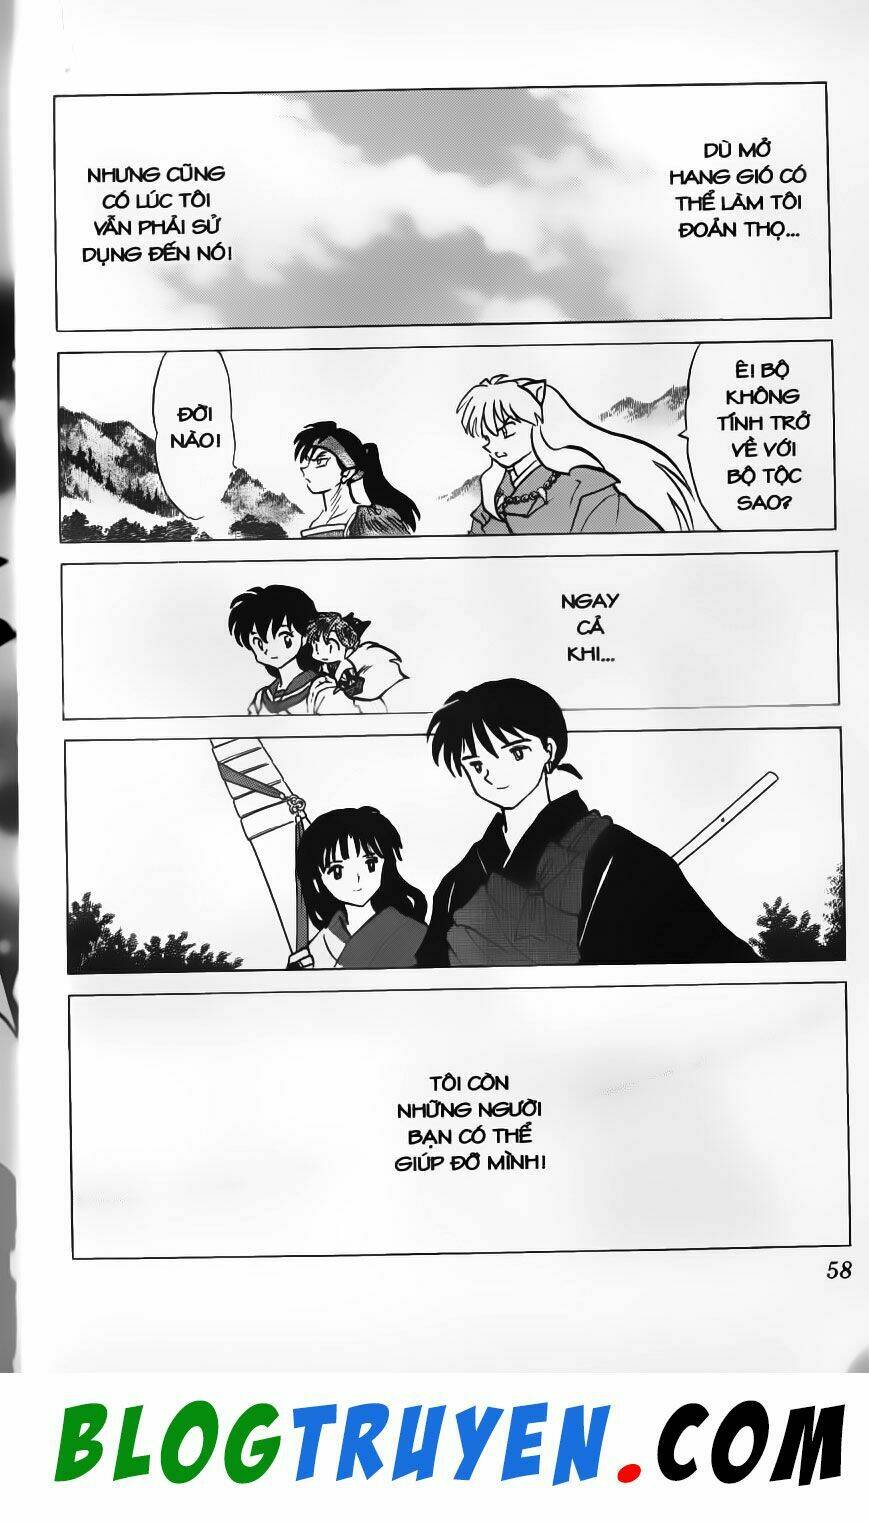 DÙ MỞ
HANG GIÓ CÓ
THỂ LÀM TÔI
ĐOẢN THỌ...
NHƯNG CŨNG
CÓ LÚC TÔI
VẪN PHẢI SỬ
DỤNG ĐẾN NÓ!
Ê! BỘ
KHÔNG
TÍNH TRỞ
VỀ VỚI
BỘ TỘC
SAO?
ĐỜI
NÀO!
NGAY
CẢ
KHI...
TÔI CÒN
NHỮNG NGƯỜI
BẠN CÓ THỂ
GIÚP ĐỠ MÌNH!
58
BLOGTRUYEN.COM